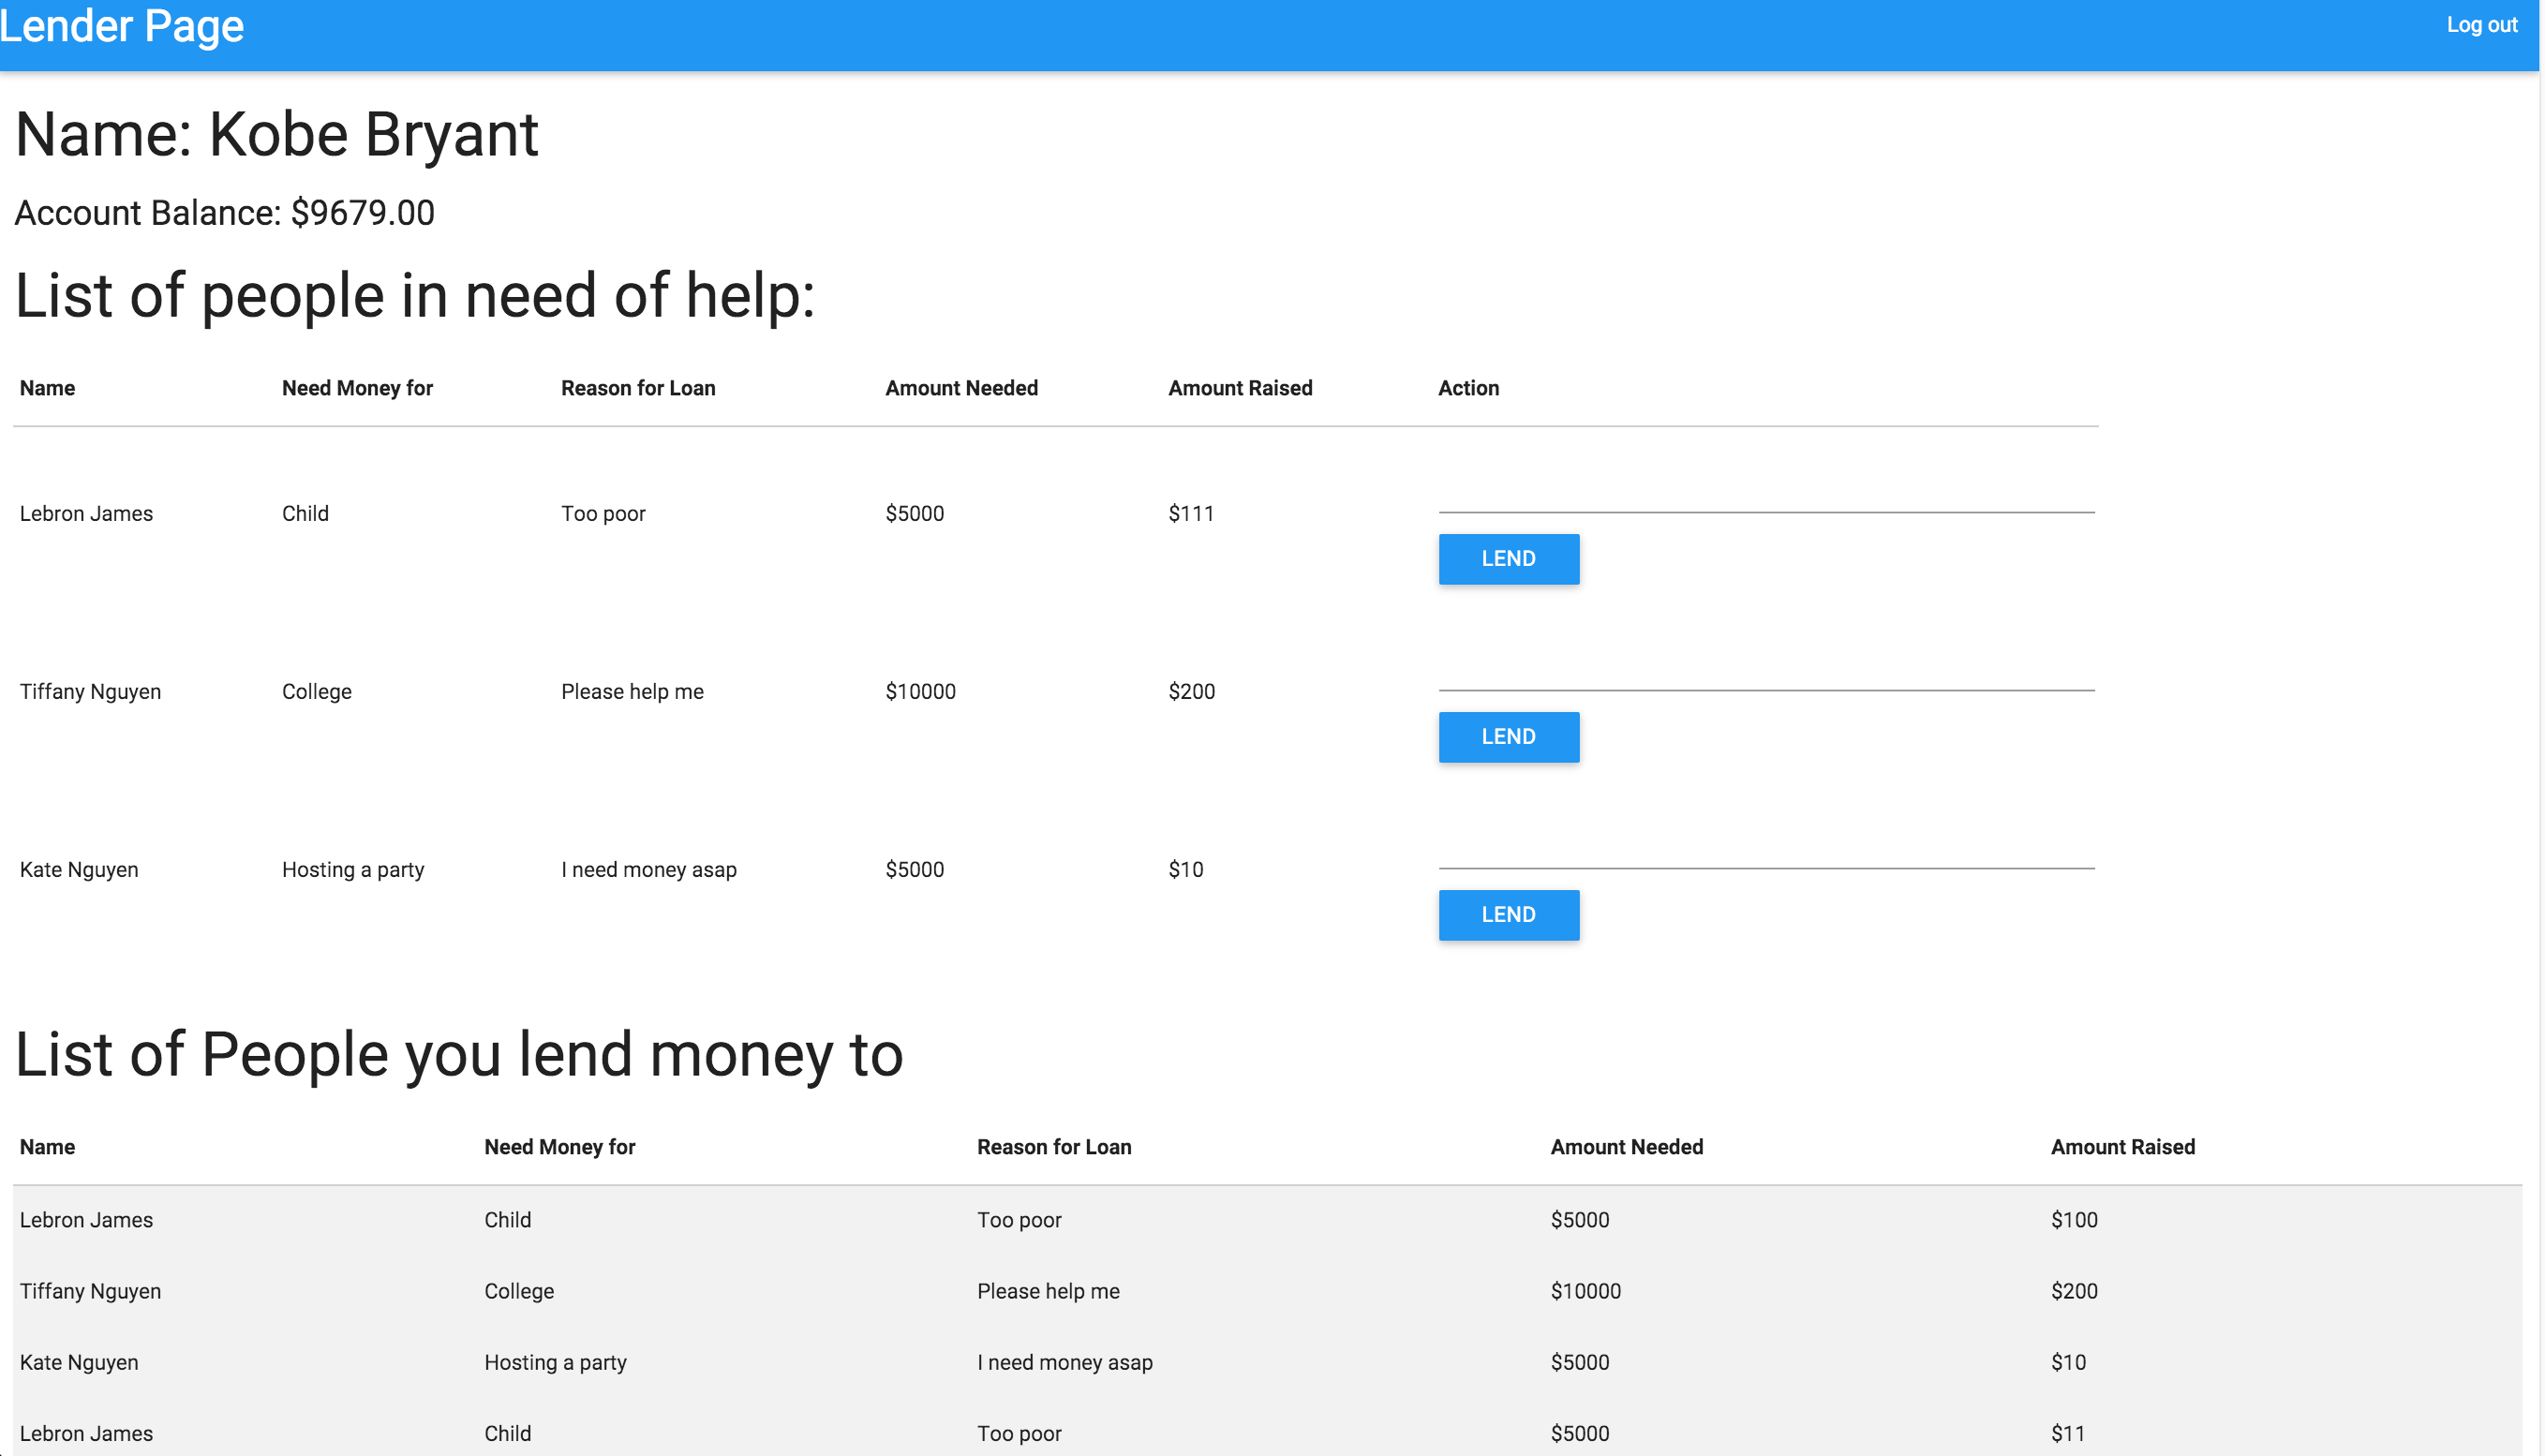 Lender Page Log out
Name: Kobe Bryant
Account Balance: $9679.00
List of people in need of help:
Name Need Money for Reason for Loan Amount Needed Amount Raised Action
Lebron James Child Too poor $5000 $111
LEND
Tiffany Nguyen College Please help me $10000 $200
LEND
Kate Nguyen Hosting a party I need money asap $5000 $10
LEND
List of People you lend money to
Name Need Money for Reason for Loan Amount Needed Amount Raised
Lebron James Child Too poor $5000 $100
Tiffany Nguyen College Please help me $10000 $200
Kate Nguyen Hosting a party I need money asap $5000 $10
Lebron James Child Too poor $5000 $11